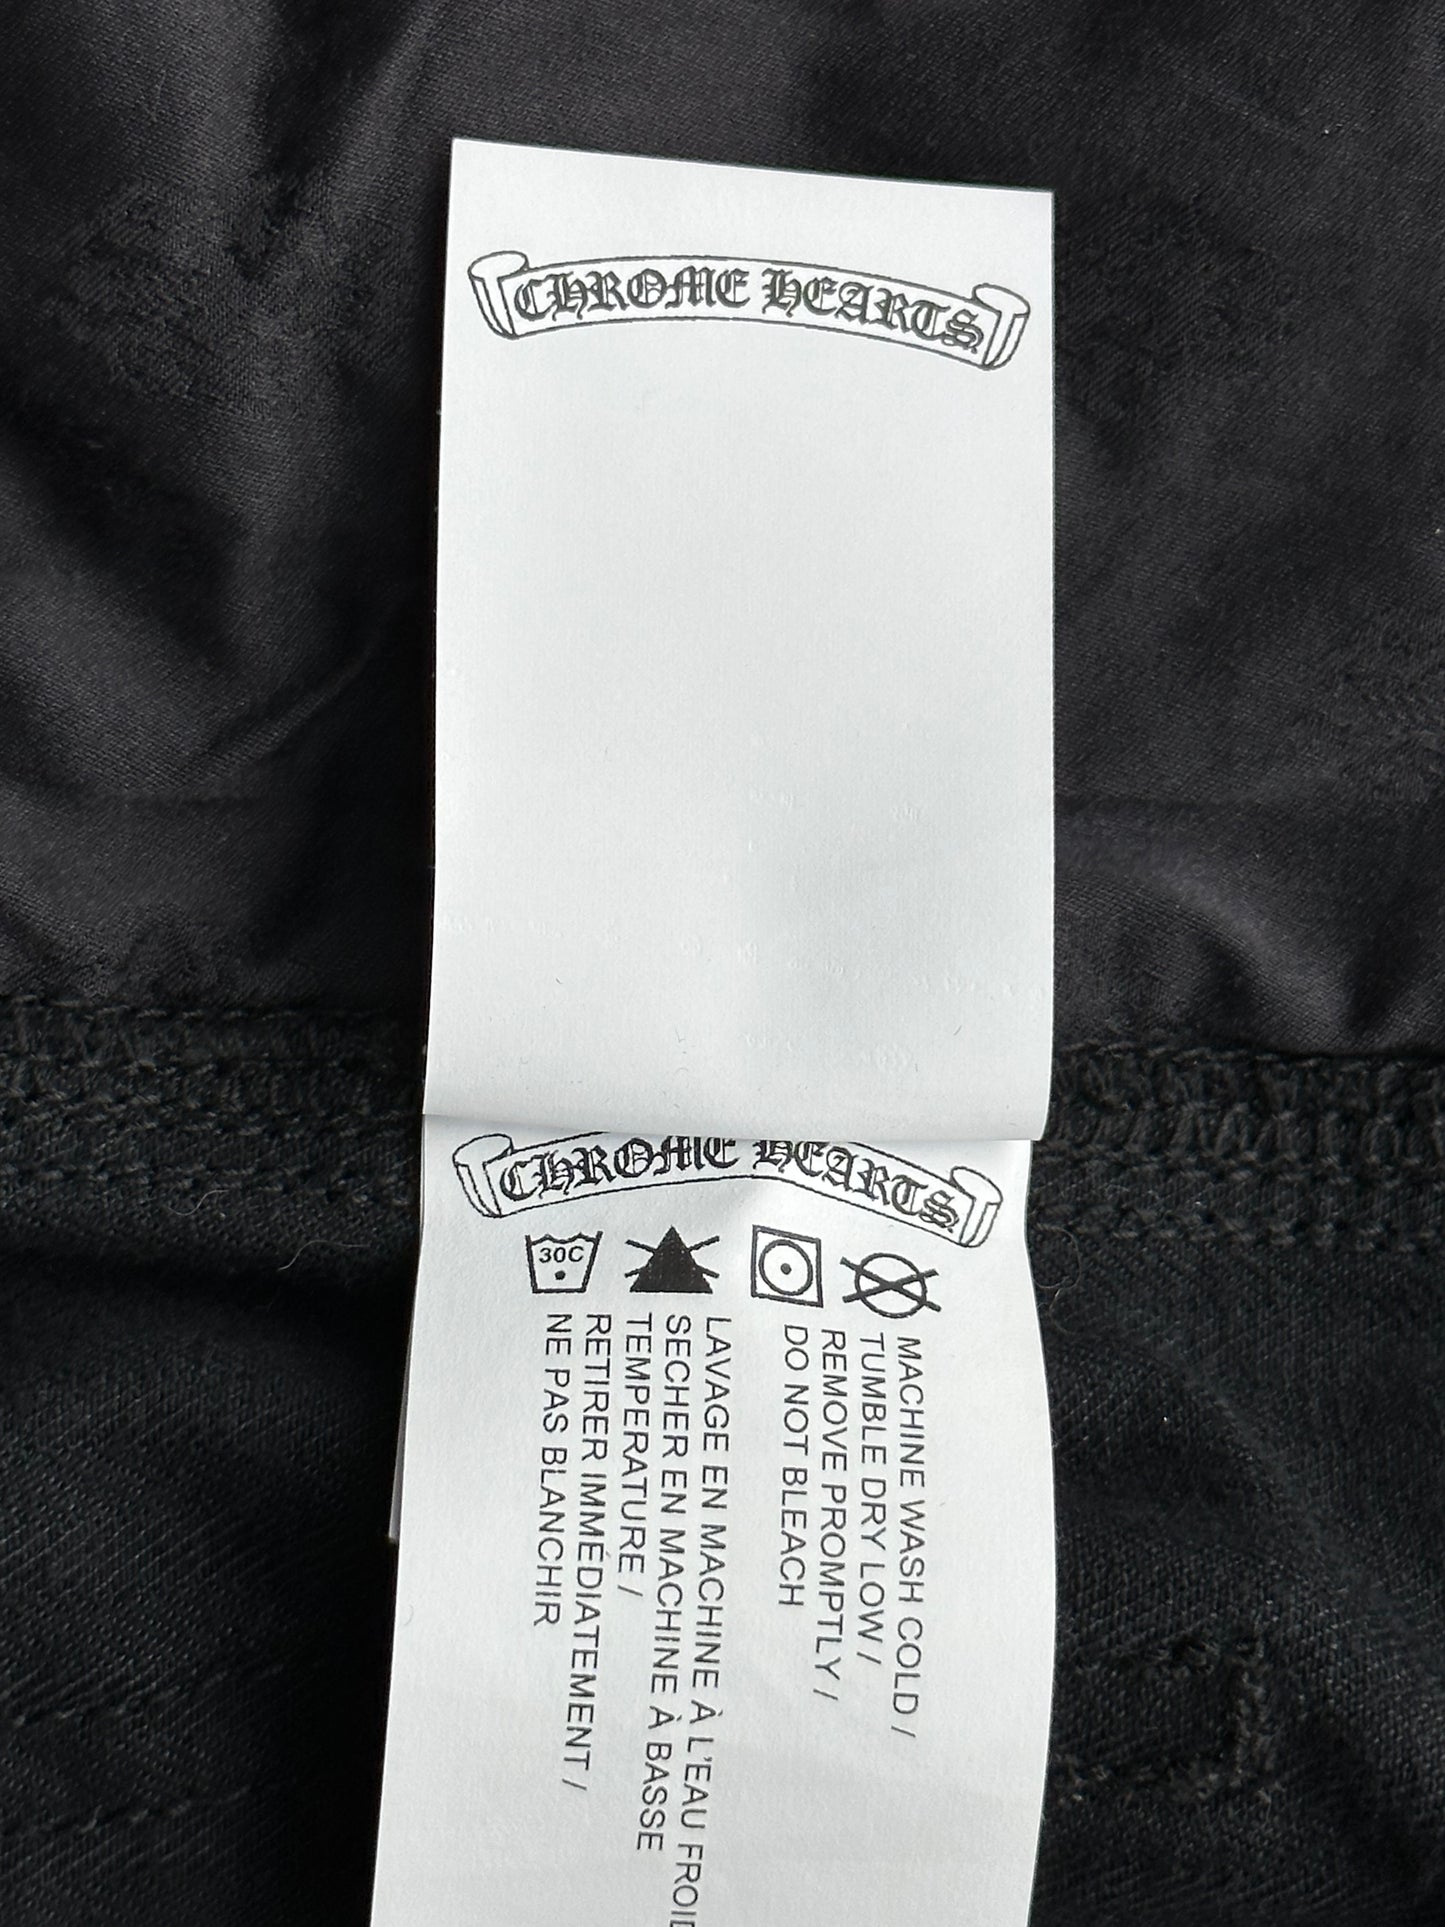 CHROME HEARTS
CHROME HEARTS
30C
MACHINE WASH COLD /
TUMBLE DRY LOW /
REMOVE PROMPTLY /
DO NOT BLEACH
LAVAGE EN MACHINE À L'EAU FROID
SECHER EN MACHINE À BASSE
TEMPERATURE /
RETIRER IMMÉDIATEMENT /
NE PAS BLANCHIR